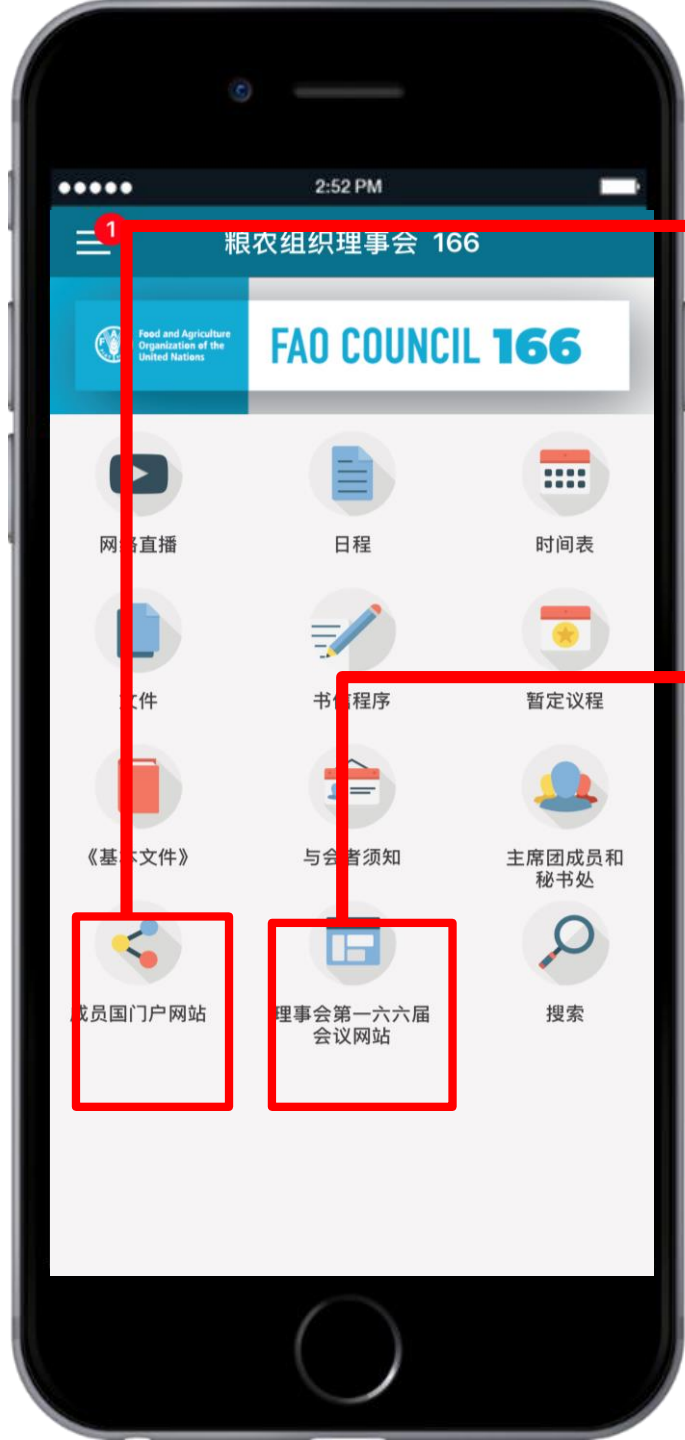 2:52 PM
1
粮农组织理事会 166
Food and Agriculture
Organization of the
United Nations
FAO COUNCIL 166
网络直播
日程
时间表
文件
书信程序
暂定议程
《基本文件》
与会者须知
主席团成员和
秘书处
成员国门户网站
理事会第一六六届
会议网站
搜索